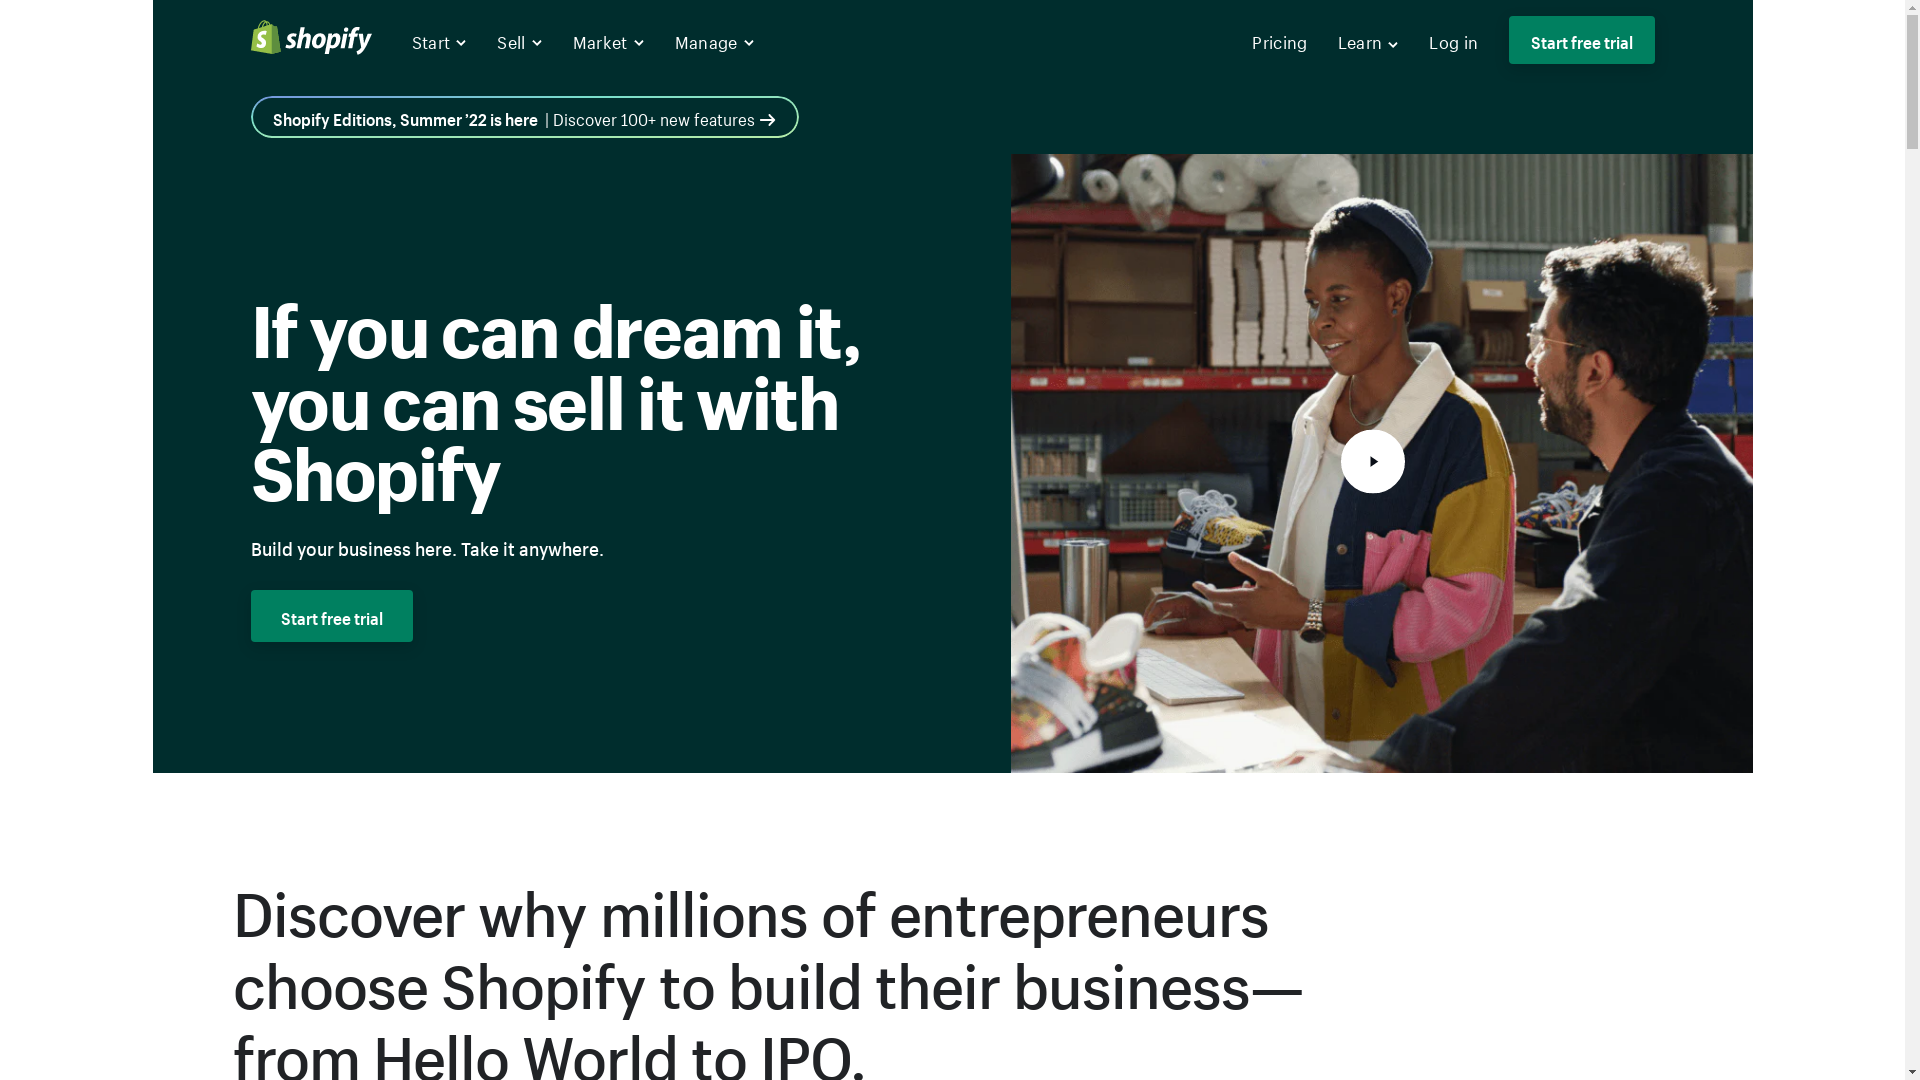 shopify Start Sell Market Manage Pricing Learn Log in Start free trial
Shopify Editions, Summer ’22 is here | Discover 100+ new features →
If you can dream it,
you can sell it with
Shopify
Build your business here. Take it anywhere.
Start free trial
Discover why millions of entrepreneurs
choose Shopify to build their business—
from Hello World to IPO.